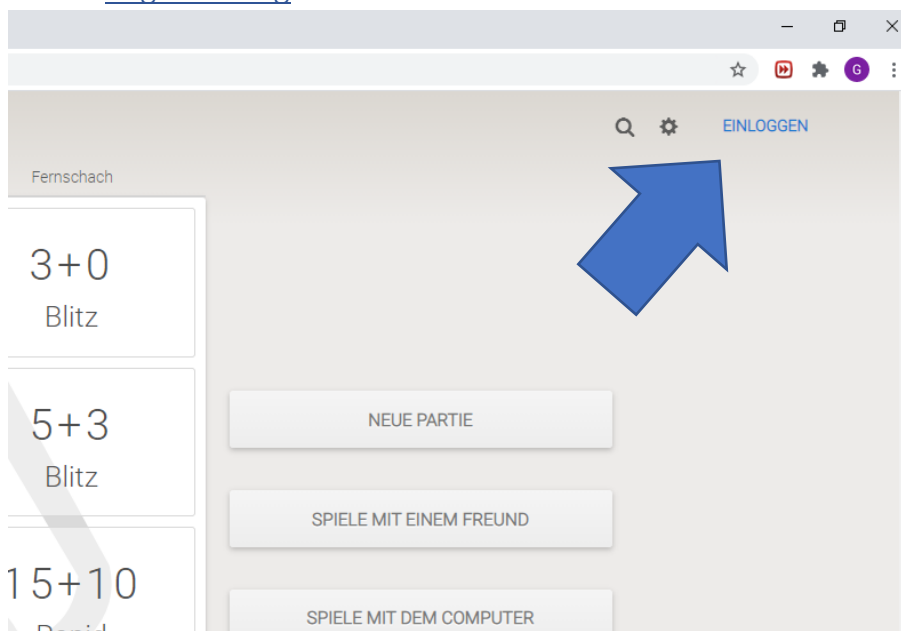 G
EINLOGGEN
Fernschach
3+0
Blitz
5+3
Blitz
NEUE PARTIE
SPIELE MIT EINEM FREUND
15+10
SPIELE MIT DEM COMPUTER